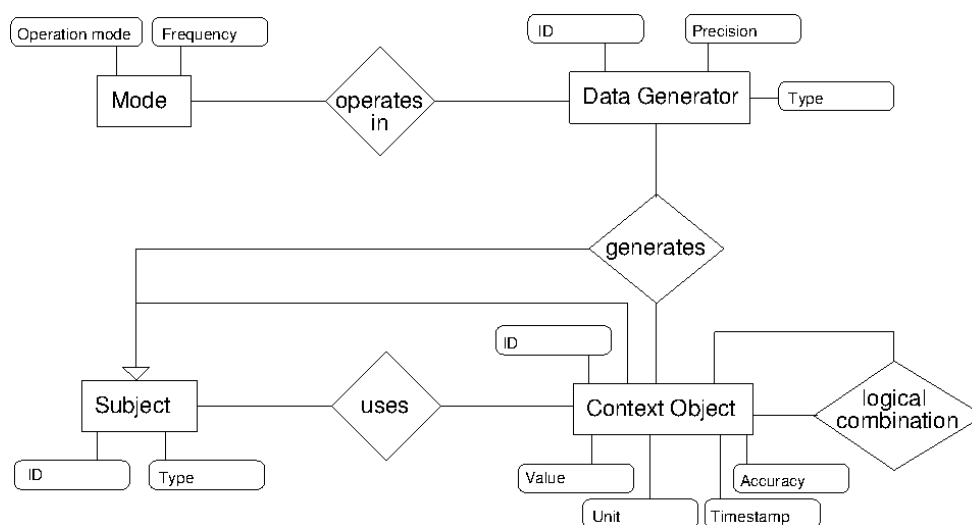 Operation mode
Frequency
ID
Precision
Mode
operates
in
Data Generator
Type
generates
ID
Subject
uses
Context Object
logical
combination
ID
Type
Value
Accuracy
Unit
Timestamp